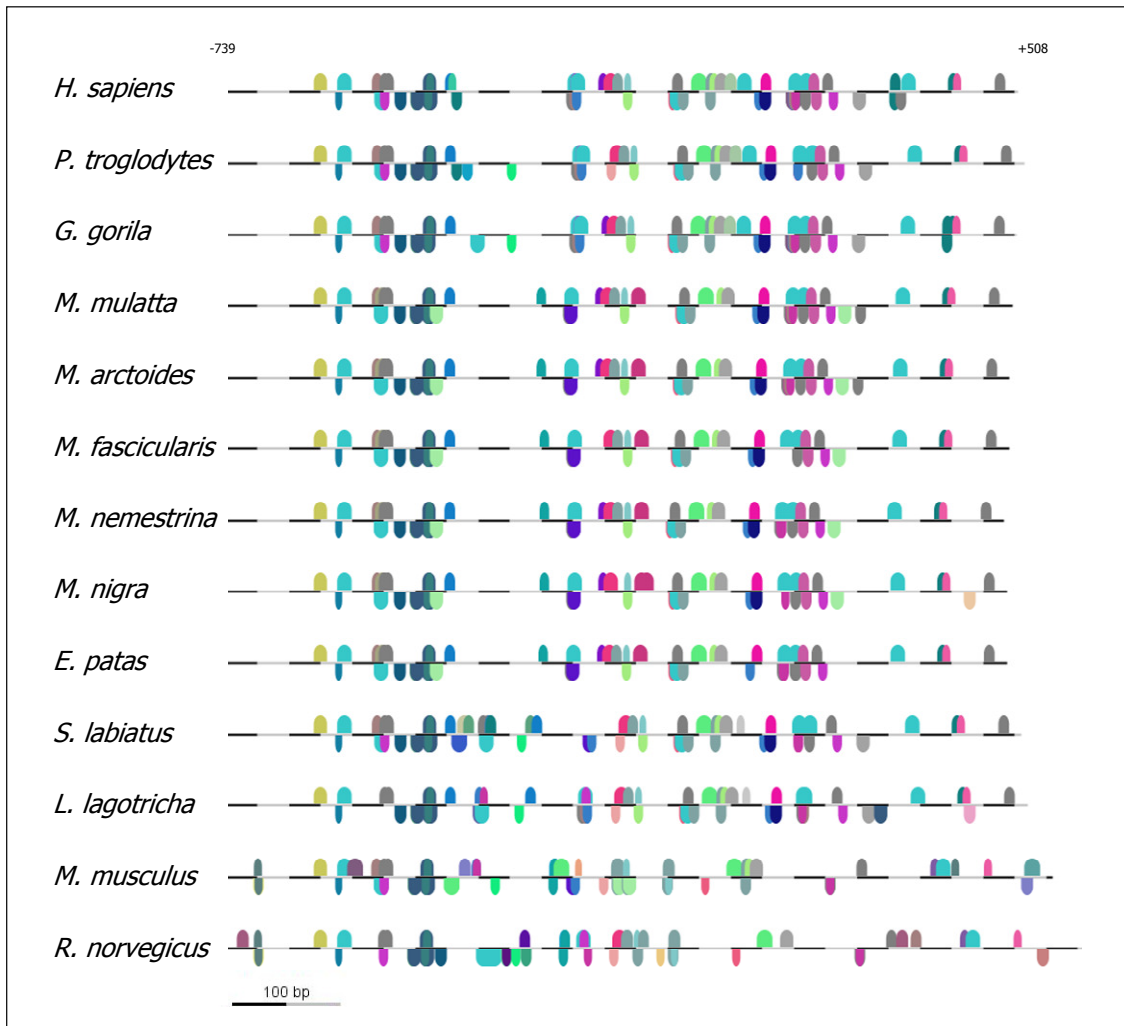 -739 +508
H. sapiens
P. troglodytes
G. gorila
M. mulatta
M. arctoides
M. fascicularis
M. nemestrina
M. nigra
E. patas
S. labiatus
L. lagotricha
M. musculus
R. norvegicus
100 bp